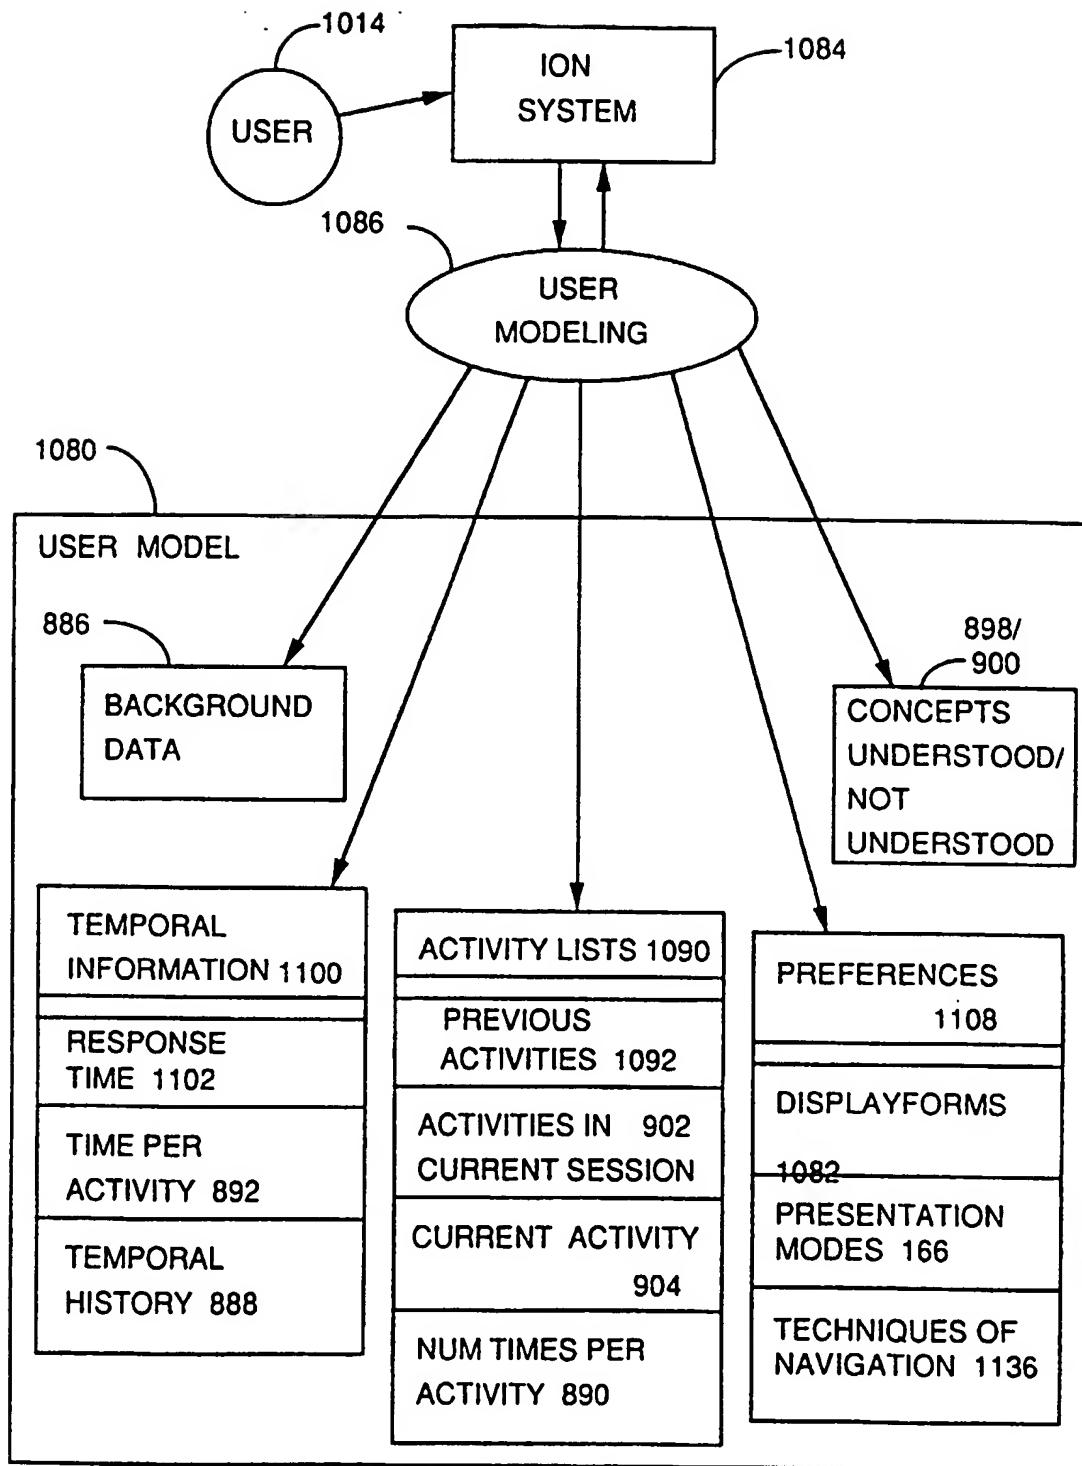 1014
ION
SYSTEM
1084
USER
1086
USER
MODELING
1080
USER MODEL
886
BACKGROUND
DATA
898/
900
CONCEPTS
UNDERSTOOD/
NOT
UNDERSTOOD
TEMPORAL
INFORMATION 1100
RESPONSE
TIME 1102
TIME PER
ACTIVITY 892
TEMPORAL
HISTORY 888
ACTIVITY LISTS 1090
PREVIOUS
ACTIVITIES 1092
ACTIVITIES IN 902
CURRENT SESSION
CURRENT ACTIVITY
904
NUM TIMES PER
ACTIVITY 890
PREFERENCES
1108
DISPLAYFORMS
1082
PRESENTATION
MODES 166
TECHNIQUES OF
NAVIGATION 1136